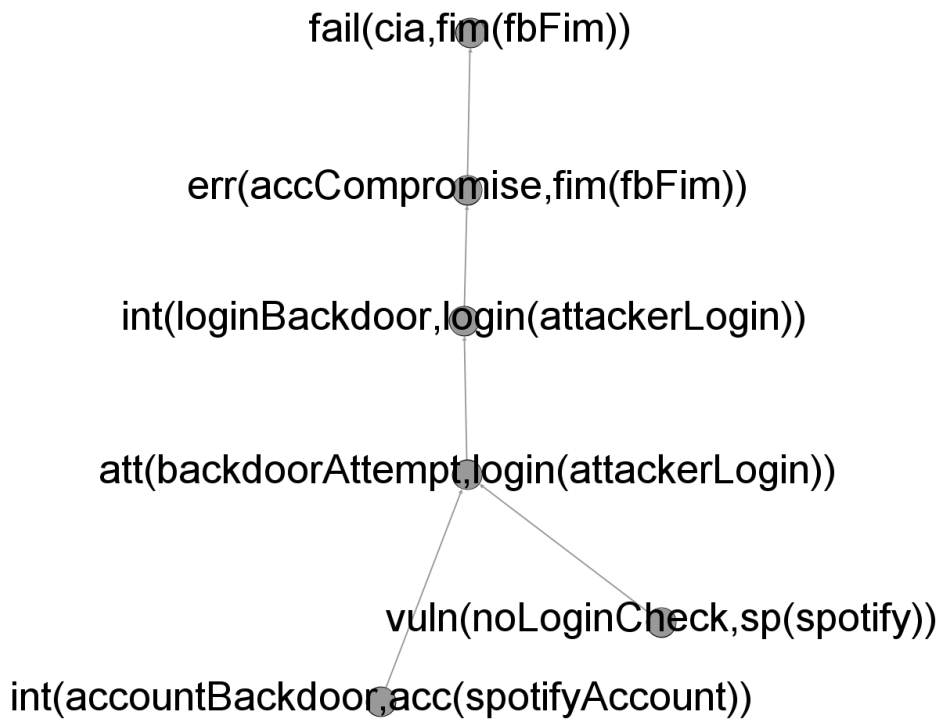 fail(cia,fim(fbFim))
err(accCompromise,fim(fbFim))
int(loginBackdoor,login(attackerLogin))
att(backdoorAttempt,login(attackerLogin))
vuln(noLoginCheck,sp(spotify))
int(accountBackdoor,acc(spotifyAccount))